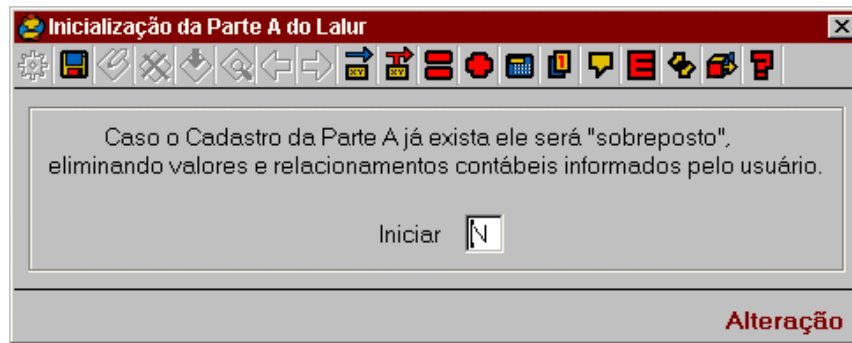 Inicialização da Parte A do Lalur
Caso o Cadastro da Parte A já exista ele será "sobreposto",
eliminando valores e relacionamentos contábeis informados pelo usuário.
Iniciar N
Alteração